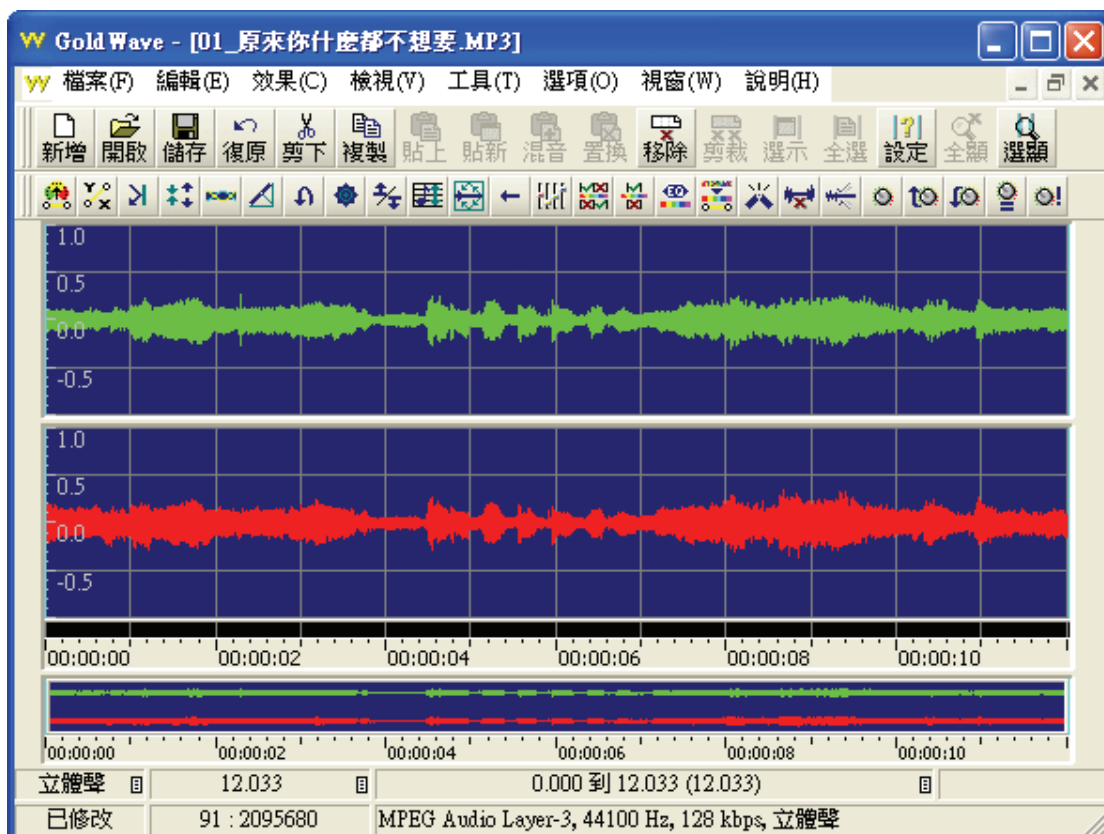 GoldWave - [01_原來你什麼都不想要.MP3]
檔案(F) 編輯(E) 效果(C) 檢視(V) 工具(T) 選項(O) 視窗(W) 說明(H)
新增 開啟 儲存 復原 剪下 複製 貼上 貼新 混音 置換 移除 剪裁 選示 全選 設定 全顯 選顯
1.0
0.5
0.0
-0.5
1.0
0.5
0.0
-0.5
00:00:00 00:00:02 00:00:04 00:00:06 00:00:08 00:00:10
00:00:00 00:00:02 00:00:04 00:00:06 00:00:08 00:00:10
立體聲 12.033 0.000 到 12.033 (12.033)
已修改 91 : 2095680 MPEG Audio Layer-3, 44100 Hz, 128 kbps, 立體聲